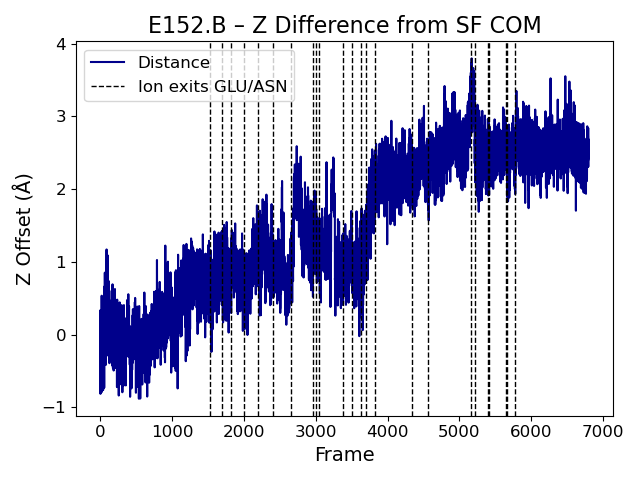 E152.B – Z Difference from SF COM
Distance
Ion exits GLU/ASN
Z Offset (Å)
4
3
2
1
0
−1
0 1000 2000 3000 4000 5000 6000 7000
Frame